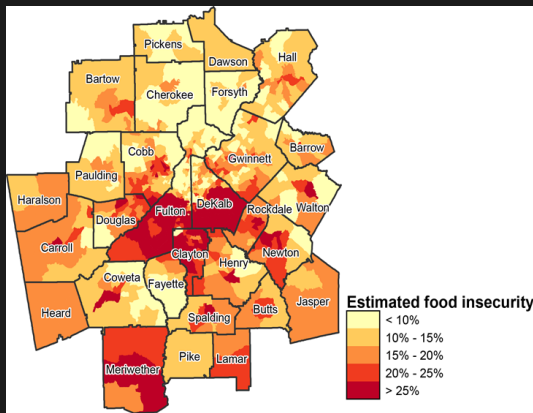 Pickens
Dawson
Hall
Bartow
Cherokee
Forsyth
Cobb
Gwinnett
Barrow
Paulding
Haralson
Douglas
Fulton
DeKalb
Rockdale
Walton
Carroll
Clayton
Henry
Newton
Coweta
Fayette
Heard
Spalding
Butts
Jasper
Meriwether
Pike
Lamar
Estimated food insecurity
< 10%
10% - 15%
15% - 20%
20% - 25%
> 25%